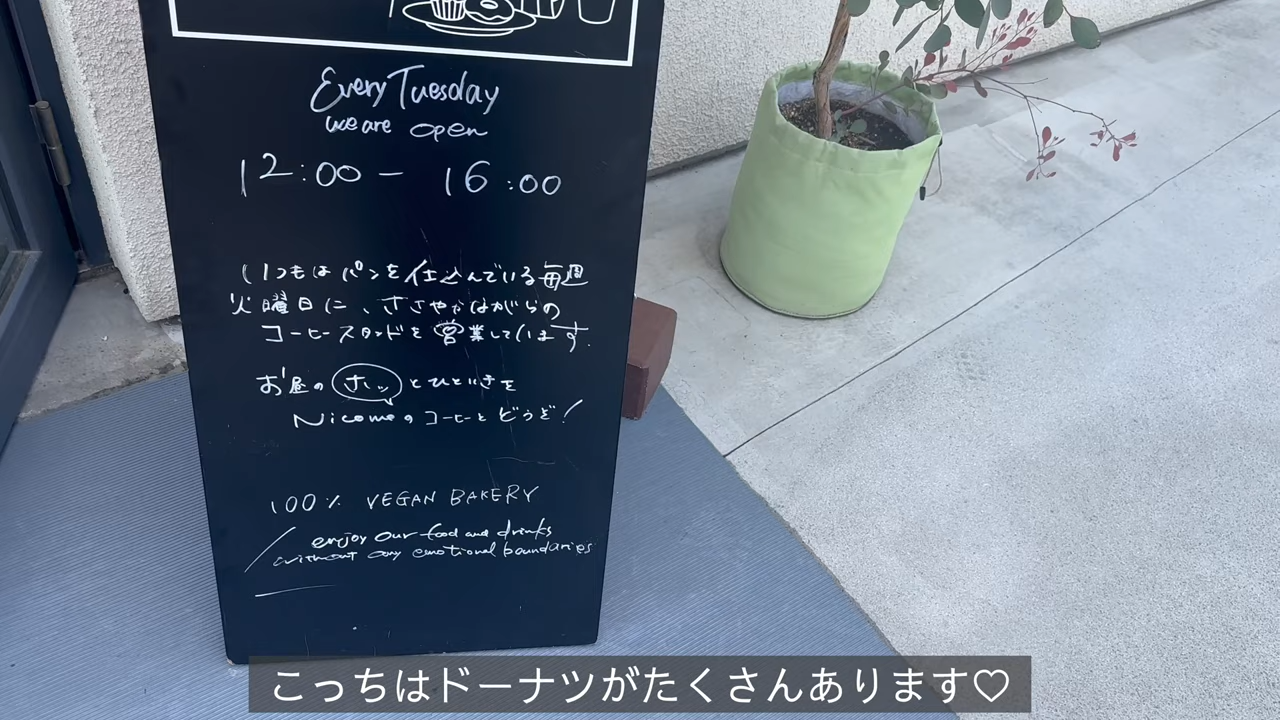 Every Tuesday
we are open
12:00 - 16:00
いつもはパンを仕込んでいる毎週
火曜日に、ささやかながらの
コーヒースタンドを営業しています。
お昼のホッとひといきを
Nicomeのコーヒーとどうぞ!
100% VEGAN BAKERY
enjoy our food and drinks
without any emotional boundaries
こっちはドーナツがたくさんあります♡